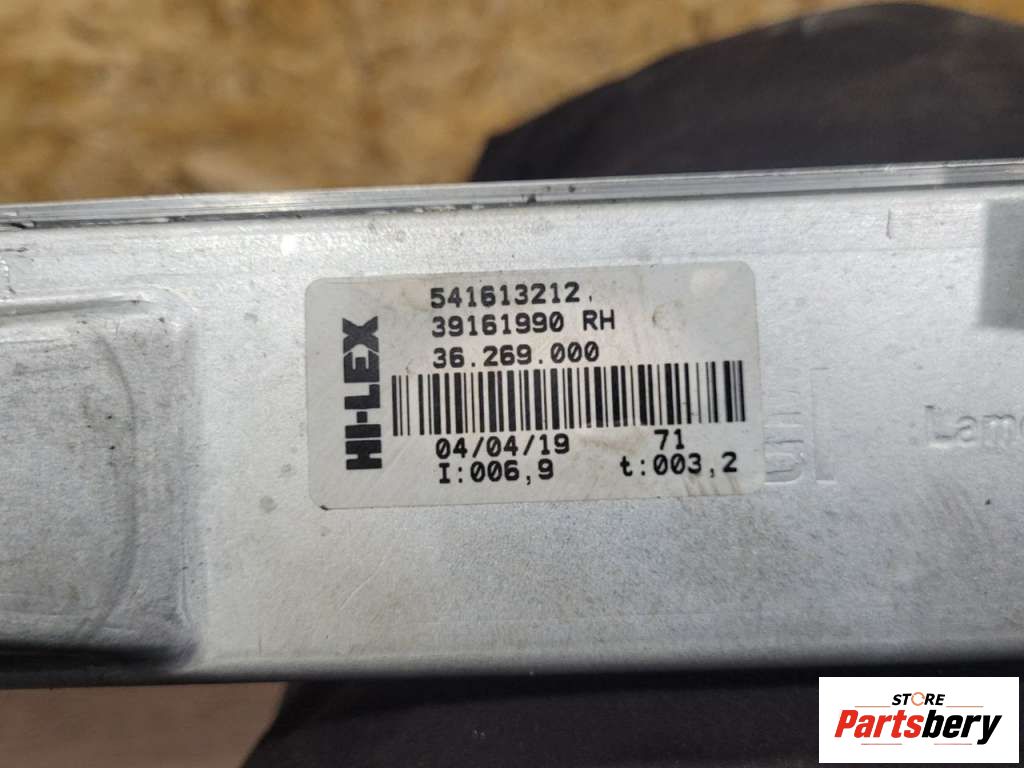 541613212.
39161990 RH
36.269.000
HI-LEX
04/04/19 71
I:006,9 t:003,2
Lam
STORE
Partsbery